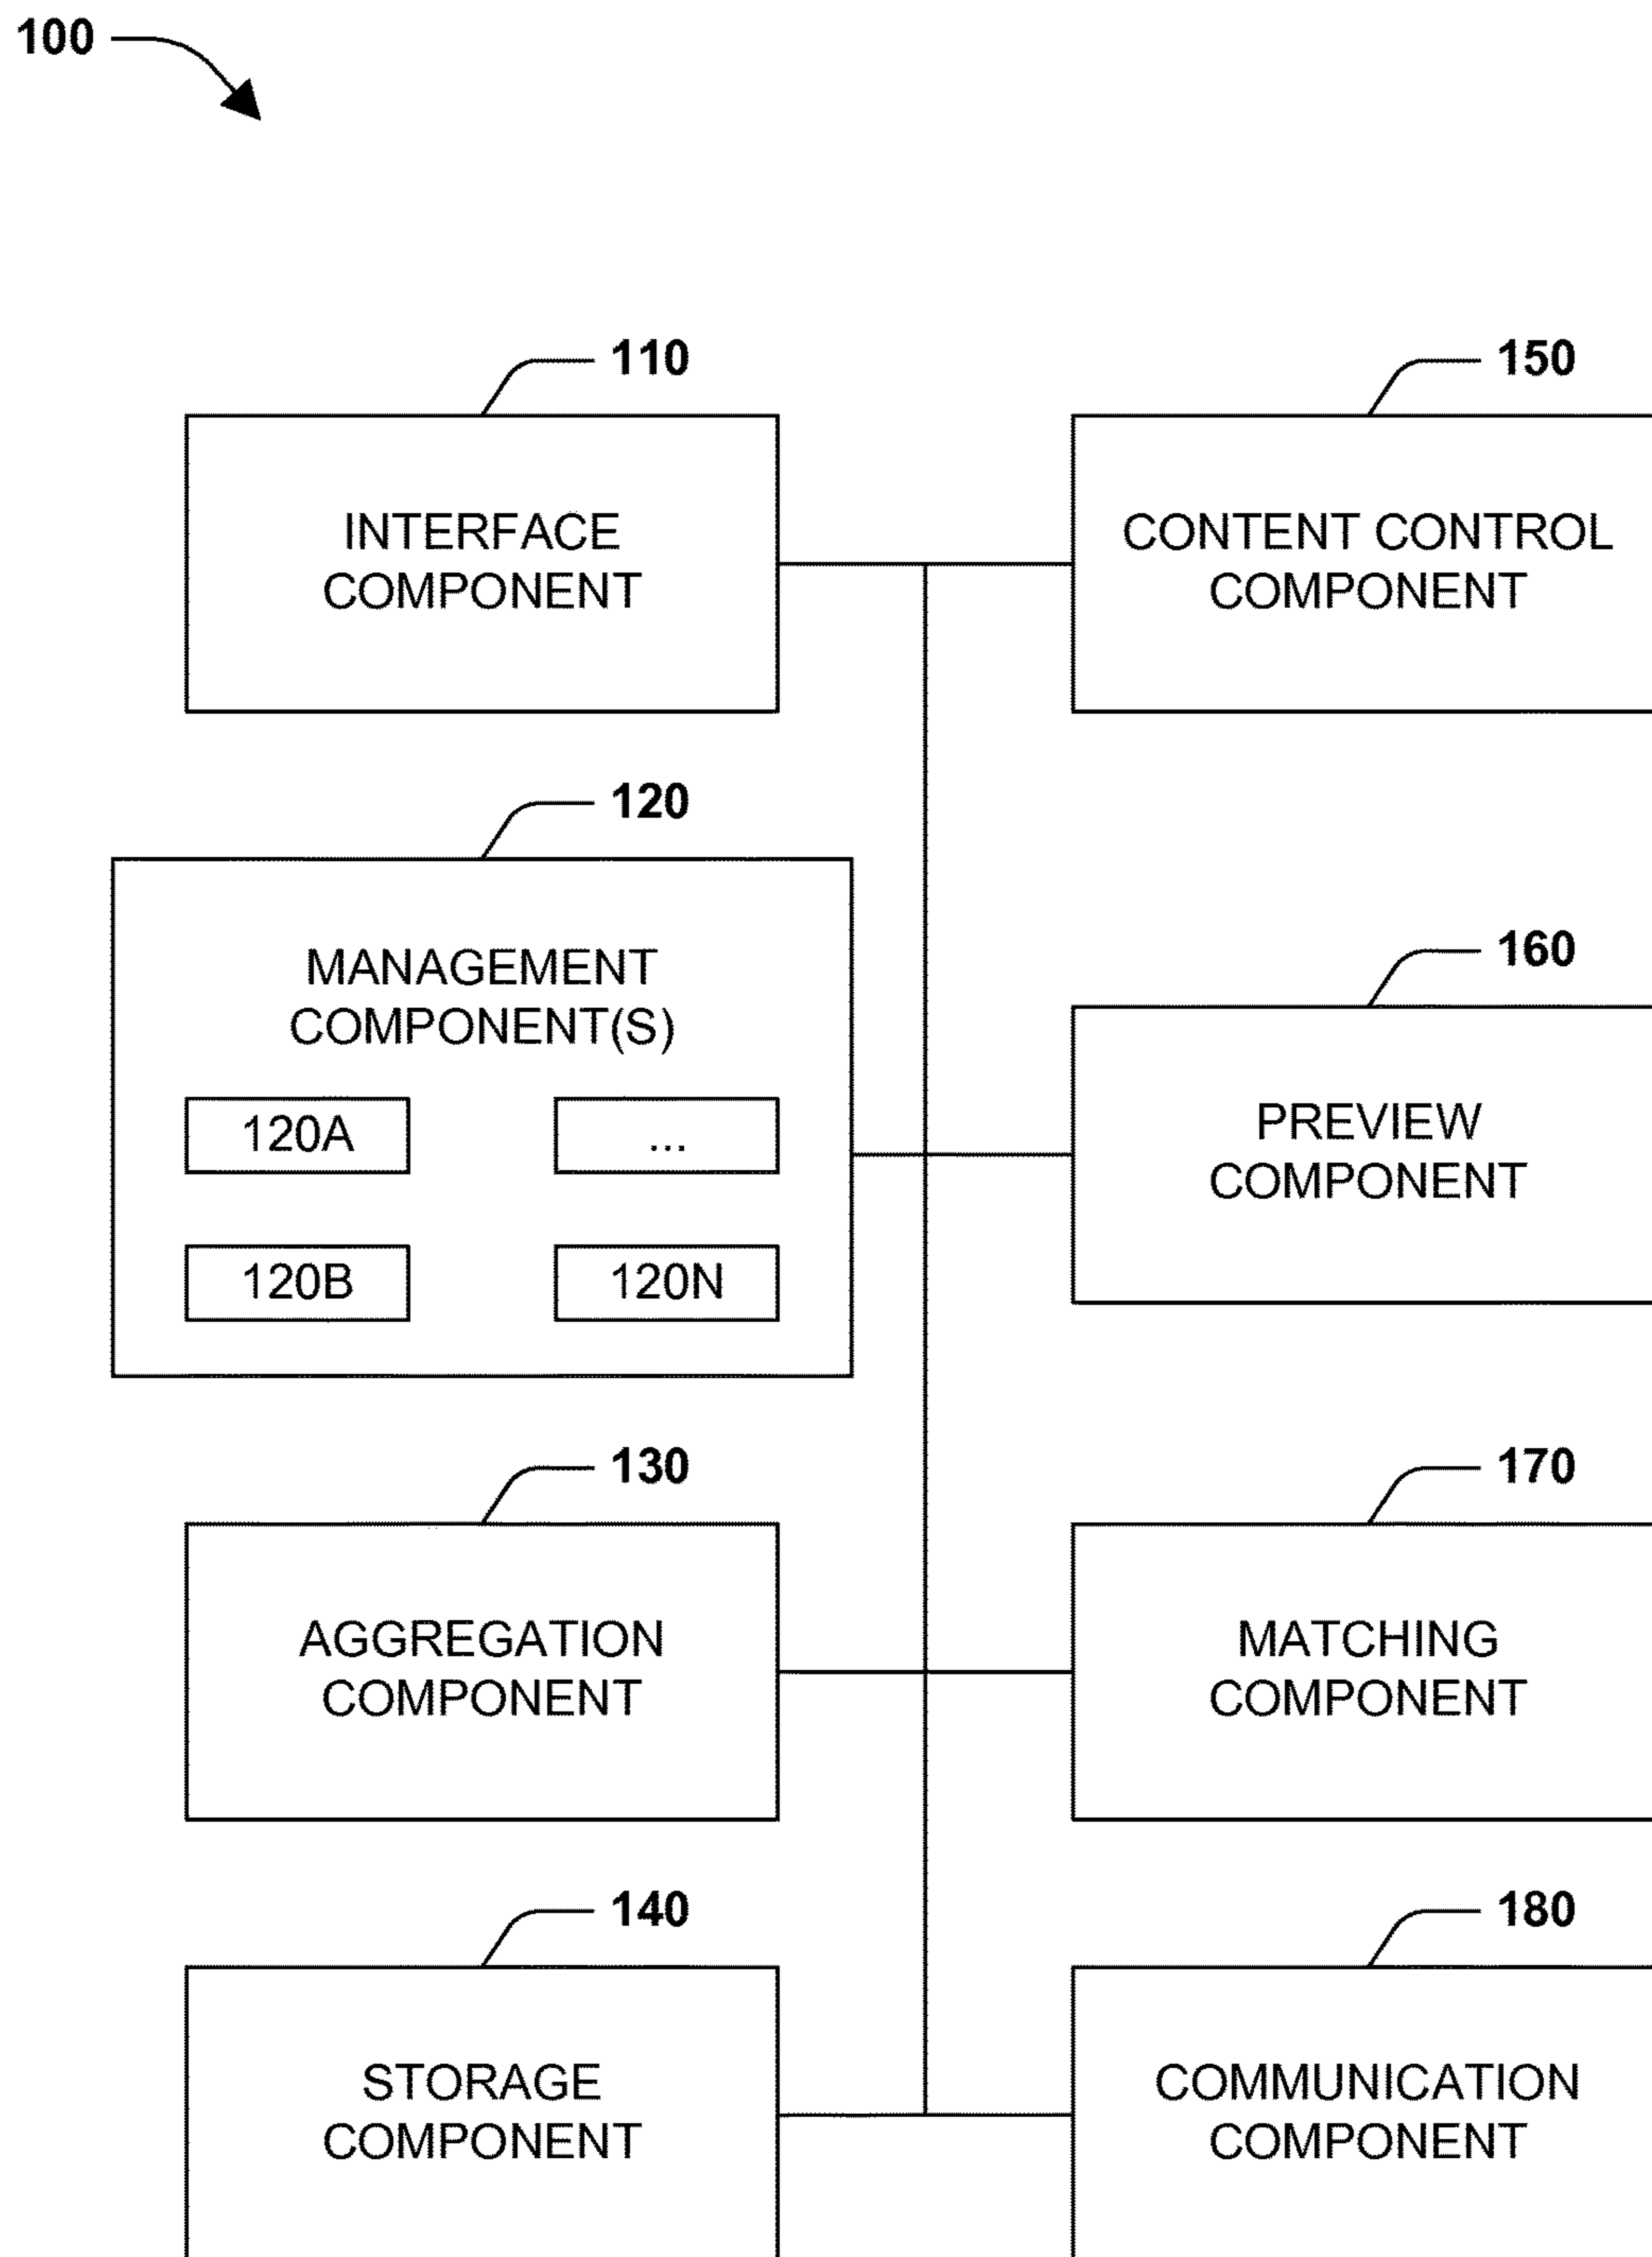 100
110
INTERFACE
COMPONENT
150
CONTENT CONTROL
COMPONENT
120
MANAGEMENT
COMPONENT(S)
120A
...
120B
120N
160
PREVIEW
COMPONENT
130
AGGREGATION
COMPONENT
170
MATCHING
COMPONENT
140
STORAGE
COMPONENT
180
COMMUNICATION
COMPONENT